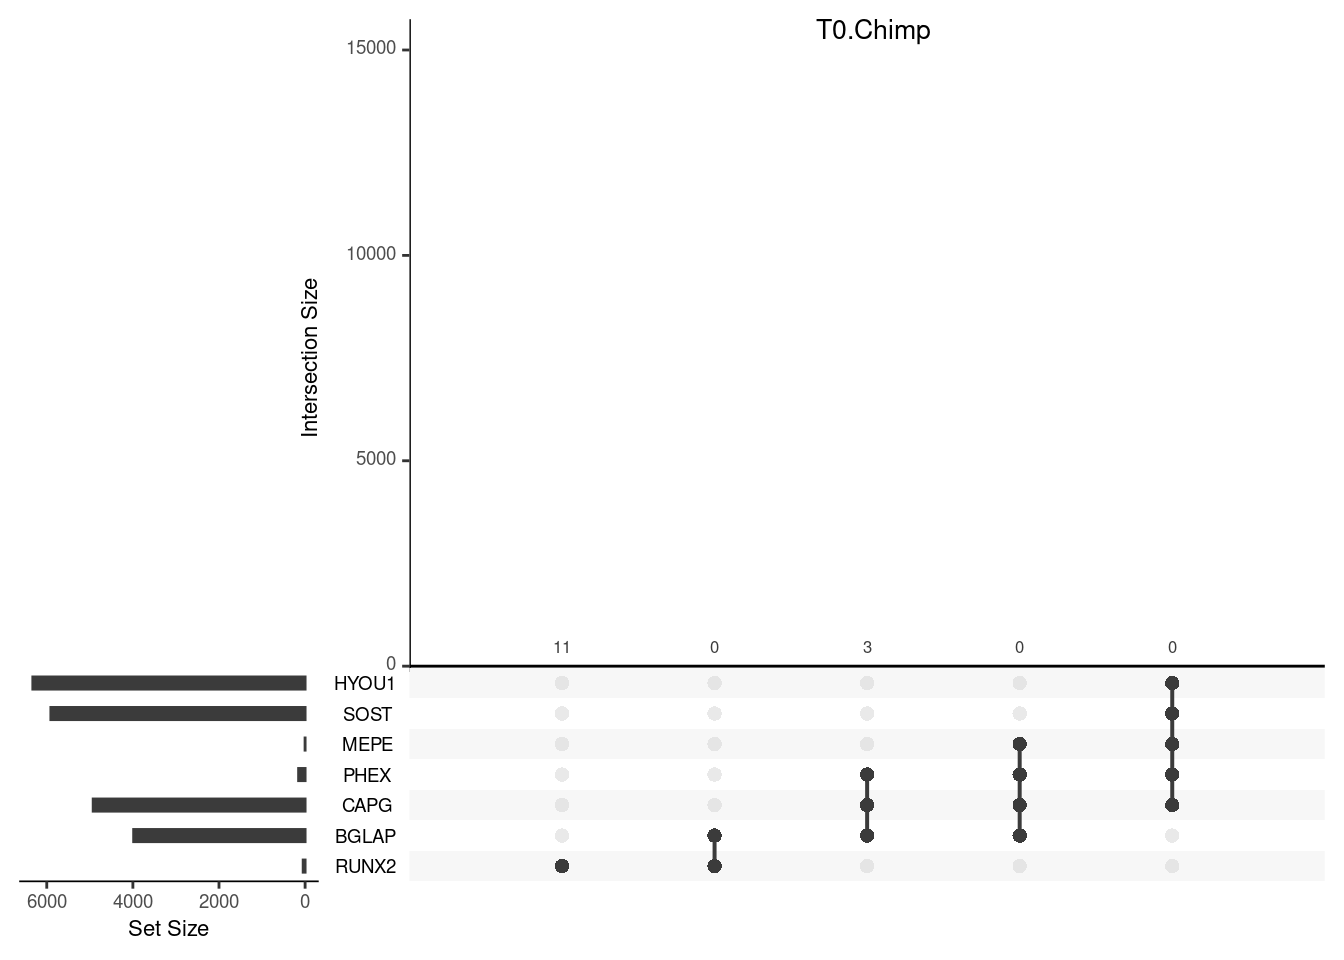 T0.Chimp
15000
10000
5000
0
Intersection Size
11 0 3 0 0
HYOU1
SOST
MEPE
PHEX
CAPG
BGLAP
RUNX2
6000 4000 2000 0
Set Size